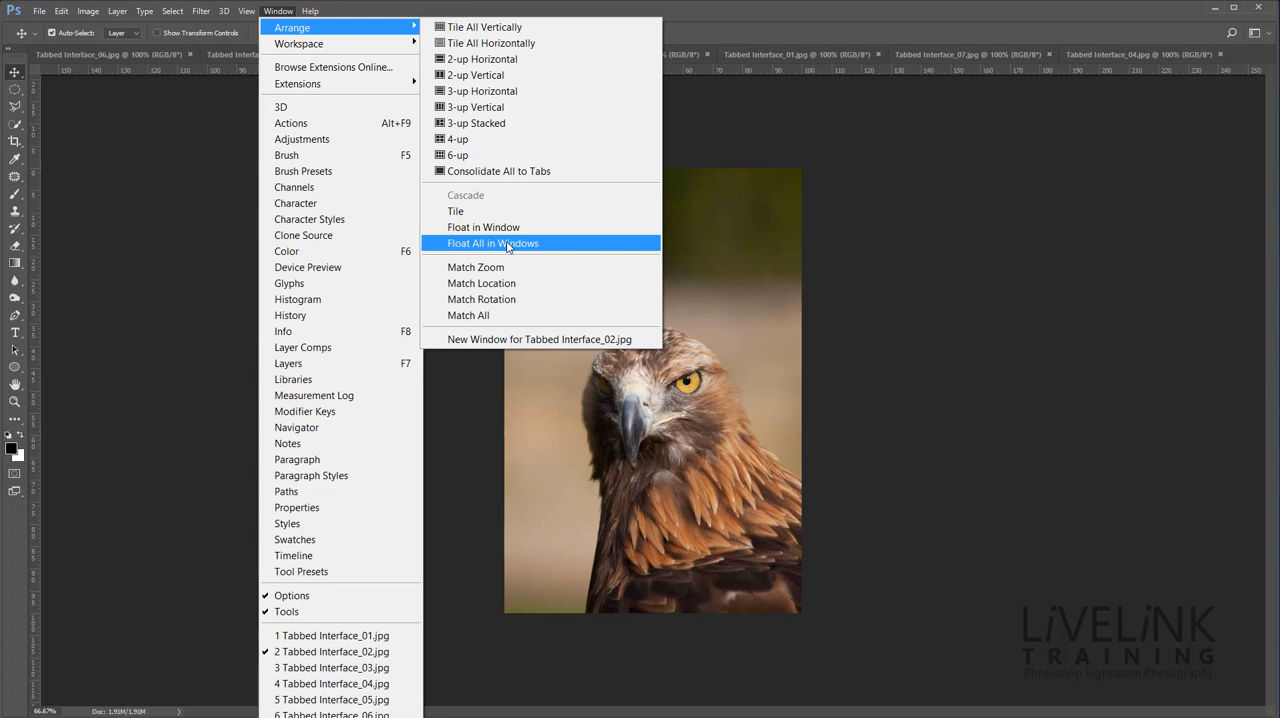 Ps File Edit Image Layer Type Select Filter 3D View Window Help
Auto-Select: Layer Show Transform Controls
Tabbed Interface_06.jpg @ 100% (RGB/8*) × Tabbed Inte (RGB/8*) × Tabbed Interface_01.jpg @ 100% (RGB/8*) × Tabbed Interface_07.jpg @ 100% (RGB/8*) × Tabbed Interface_04.jpg @ 100% (RGB/8*) ×
Arrange
Workspace
Browse Extensions Online...
Extensions
3D
Actions Alt+F9
Adjustments
Brush F5
Brush Presets
Channels
Character
Character Styles
Clone Source
Color F6
Device Preview
Glyphs
Histogram
History
Info F8
Layer Comps
Layers F7
Libraries
Measurement Log
Modifier Keys
Navigator
Notes
Paragraph
Paragraph Styles
Paths
Properties
Styles
Swatches
Timeline
Tool Presets
Options
Tools
1 Tabbed Interface_01.jpg
2 Tabbed Interface_02.jpg
3 Tabbed Interface_03.jpg
4 Tabbed Interface_04.jpg
5 Tabbed Interface_05.jpg
6 Tabbed Interface_06.jpg
Tile All Vertically
Tile All Horizontally
2-up Horizontal
2-up Vertical
3-up Horizontal
3-up Vertical
3-up Stacked
4-up
6-up
Consolidate All to Tabs
Cascade
Tile
Float in Window
Float All in Windows
Match Zoom
Match Location
Match Rotation
Match All
New Window for Tabbed Interface_02.jpg
LiVELiNK
TRAINING
Photoshop Lightroom Photography
66.67% Doc: 1.91M/1.91M